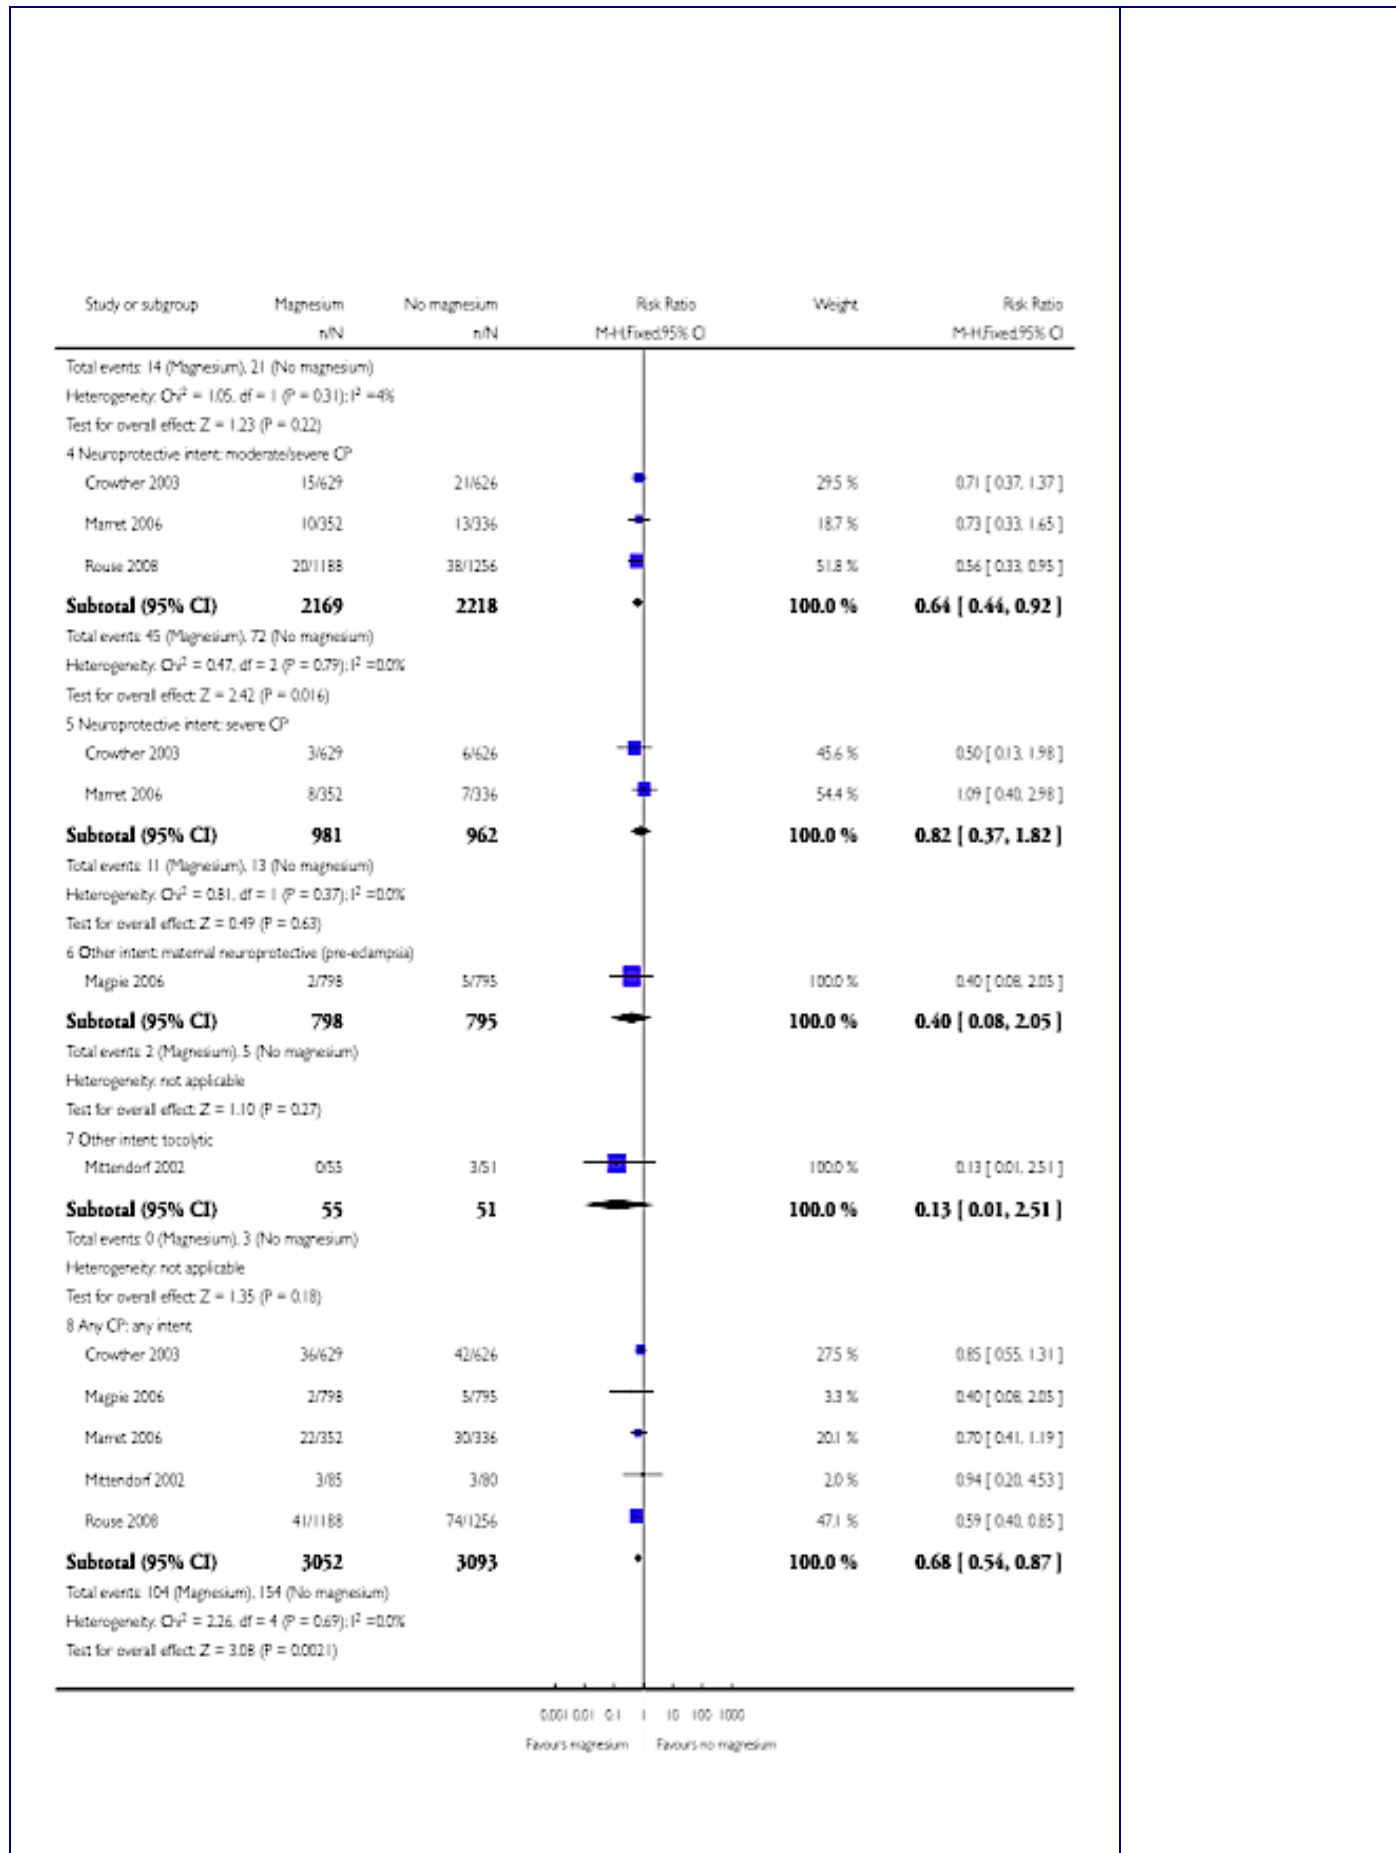 Study or subgroup Magnesium No magnesium Risk Ratio Weight Risk Ratio
n/N n/N M-H,Fixed,95% CI M-H,Fixed,95% CI
Total events: 14 (Magnesium), 21 (No magnesium)
Heterogeneity: Chi² = 1.05, df = 1 (P = 0.31); I² =4%
Test for overall effect: Z = 1.23 (P = 0.22)
4 Neuroprotective intent: moderate/severe CP
Crowther 2003 15/629 21/626 29.5 % 0.71 [ 0.37, 1.37 ]
Marret 2006 10/352 13/336 18.7 % 0.73 [ 0.33, 1.65 ]
Rouse 2008 20/1188 38/1256 51.8 % 0.56 [ 0.33, 0.95 ]
Subtotal (95% CI) 2169 2218 100.0 % 0.64 [ 0.44, 0.92 ]
Total events: 45 (Magnesium), 72 (No magnesium)
Heterogeneity: Chi² = 0.47, df = 2 (P = 0.79); I² =0.0%
Test for overall effect: Z = 2.42 (P = 0.016)
5 Neuroprotective intent: severe CP
Crowther 2003 3/629 6/626 45.6 % 0.50 [ 0.13, 1.98 ]
Marret 2006 8/352 7/336 54.4 % 1.09 [ 0.40, 2.98 ]
Subtotal (95% CI) 981 962 100.0 % 0.82 [ 0.37, 1.82 ]
Total events: 11 (Magnesium), 13 (No magnesium)
Heterogeneity: Chi² = 0.81, df = 1 (P = 0.37); I² =0.0%
Test for overall effect: Z = 0.49 (P = 0.63)
6 Other intent: maternal neuroprotective (pre-eclampsia)
Magpie 2006 2/798 5/795 100.0 % 0.40 [ 0.08, 2.05 ]
Subtotal (95% CI) 798 795 100.0 % 0.40 [ 0.08, 2.05 ]
Total events: 2 (Magnesium), 5 (No magnesium)
Heterogeneity: not applicable
Test for overall effect: Z = 1.10 (P = 0.27)
7 Other intent: tocolytic
Mittendorf 2002 0/55 3/51 100.0 % 0.13 [ 0.01, 2.51 ]
Subtotal (95% CI) 55 51 100.0 % 0.13 [ 0.01, 2.51 ]
Total events: 0 (Magnesium), 3 (No magnesium)
Heterogeneity: not applicable
Test for overall effect: Z = 1.35 (P = 0.18)
8 Any CP: any intent
Crowther 2003 36/629 42/626 27.5 % 0.85 [ 0.55, 1.31 ]
Magpie 2006 2/798 5/795 3.3 % 0.40 [ 0.08, 2.05 ]
Marret 2006 22/352 30/336 20.1 % 0.70 [ 0.41, 1.19 ]
Mittendorf 2002 3/85 3/80 2.0 % 0.94 [ 0.20, 4.53 ]
Rouse 2008 41/1188 74/1256 47.1 % 0.59 [ 0.40, 0.85 ]
Subtotal (95% CI) 3052 3093 100.0 % 0.68 [ 0.54, 0.87 ]
Total events: 104 (Magnesium), 154 (No magnesium)
Heterogeneity: Chi² = 2.26, df = 4 (P = 0.69); I² =0.0%
Test for overall effect: Z = 3.08 (P = 0.0021)
0.001 0.01 0.1 1 10 100 1000
Favours magnesium Favours no magnesium